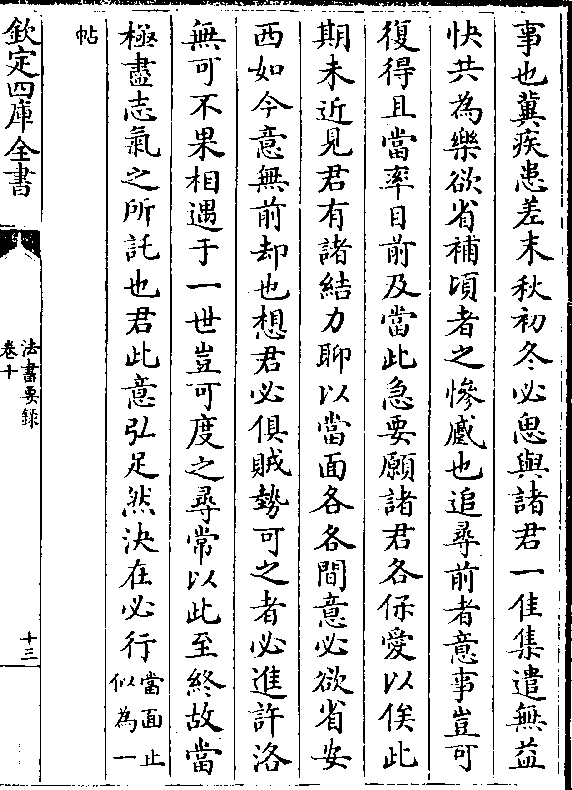 事也冀疾患差末秋初冬必思與諸君一佳集遣無益
快共為樂欲省補頃者之慘慼也追尋前者意事豈可
復得且當率目前及當此急要願諸君各保愛以俟此
期未近見君有諸結力聊以當面各各間意必欲省安
西如今意無前却也想君必俱賊勢可之者必進許洛
無可不果相遇于一世豈可度之尋常以此至終故當
極盡志氣之所託也君此意弘足然決在必行當面止似為一
帖
欽定四庫全書
法書要錄
卷十
十三